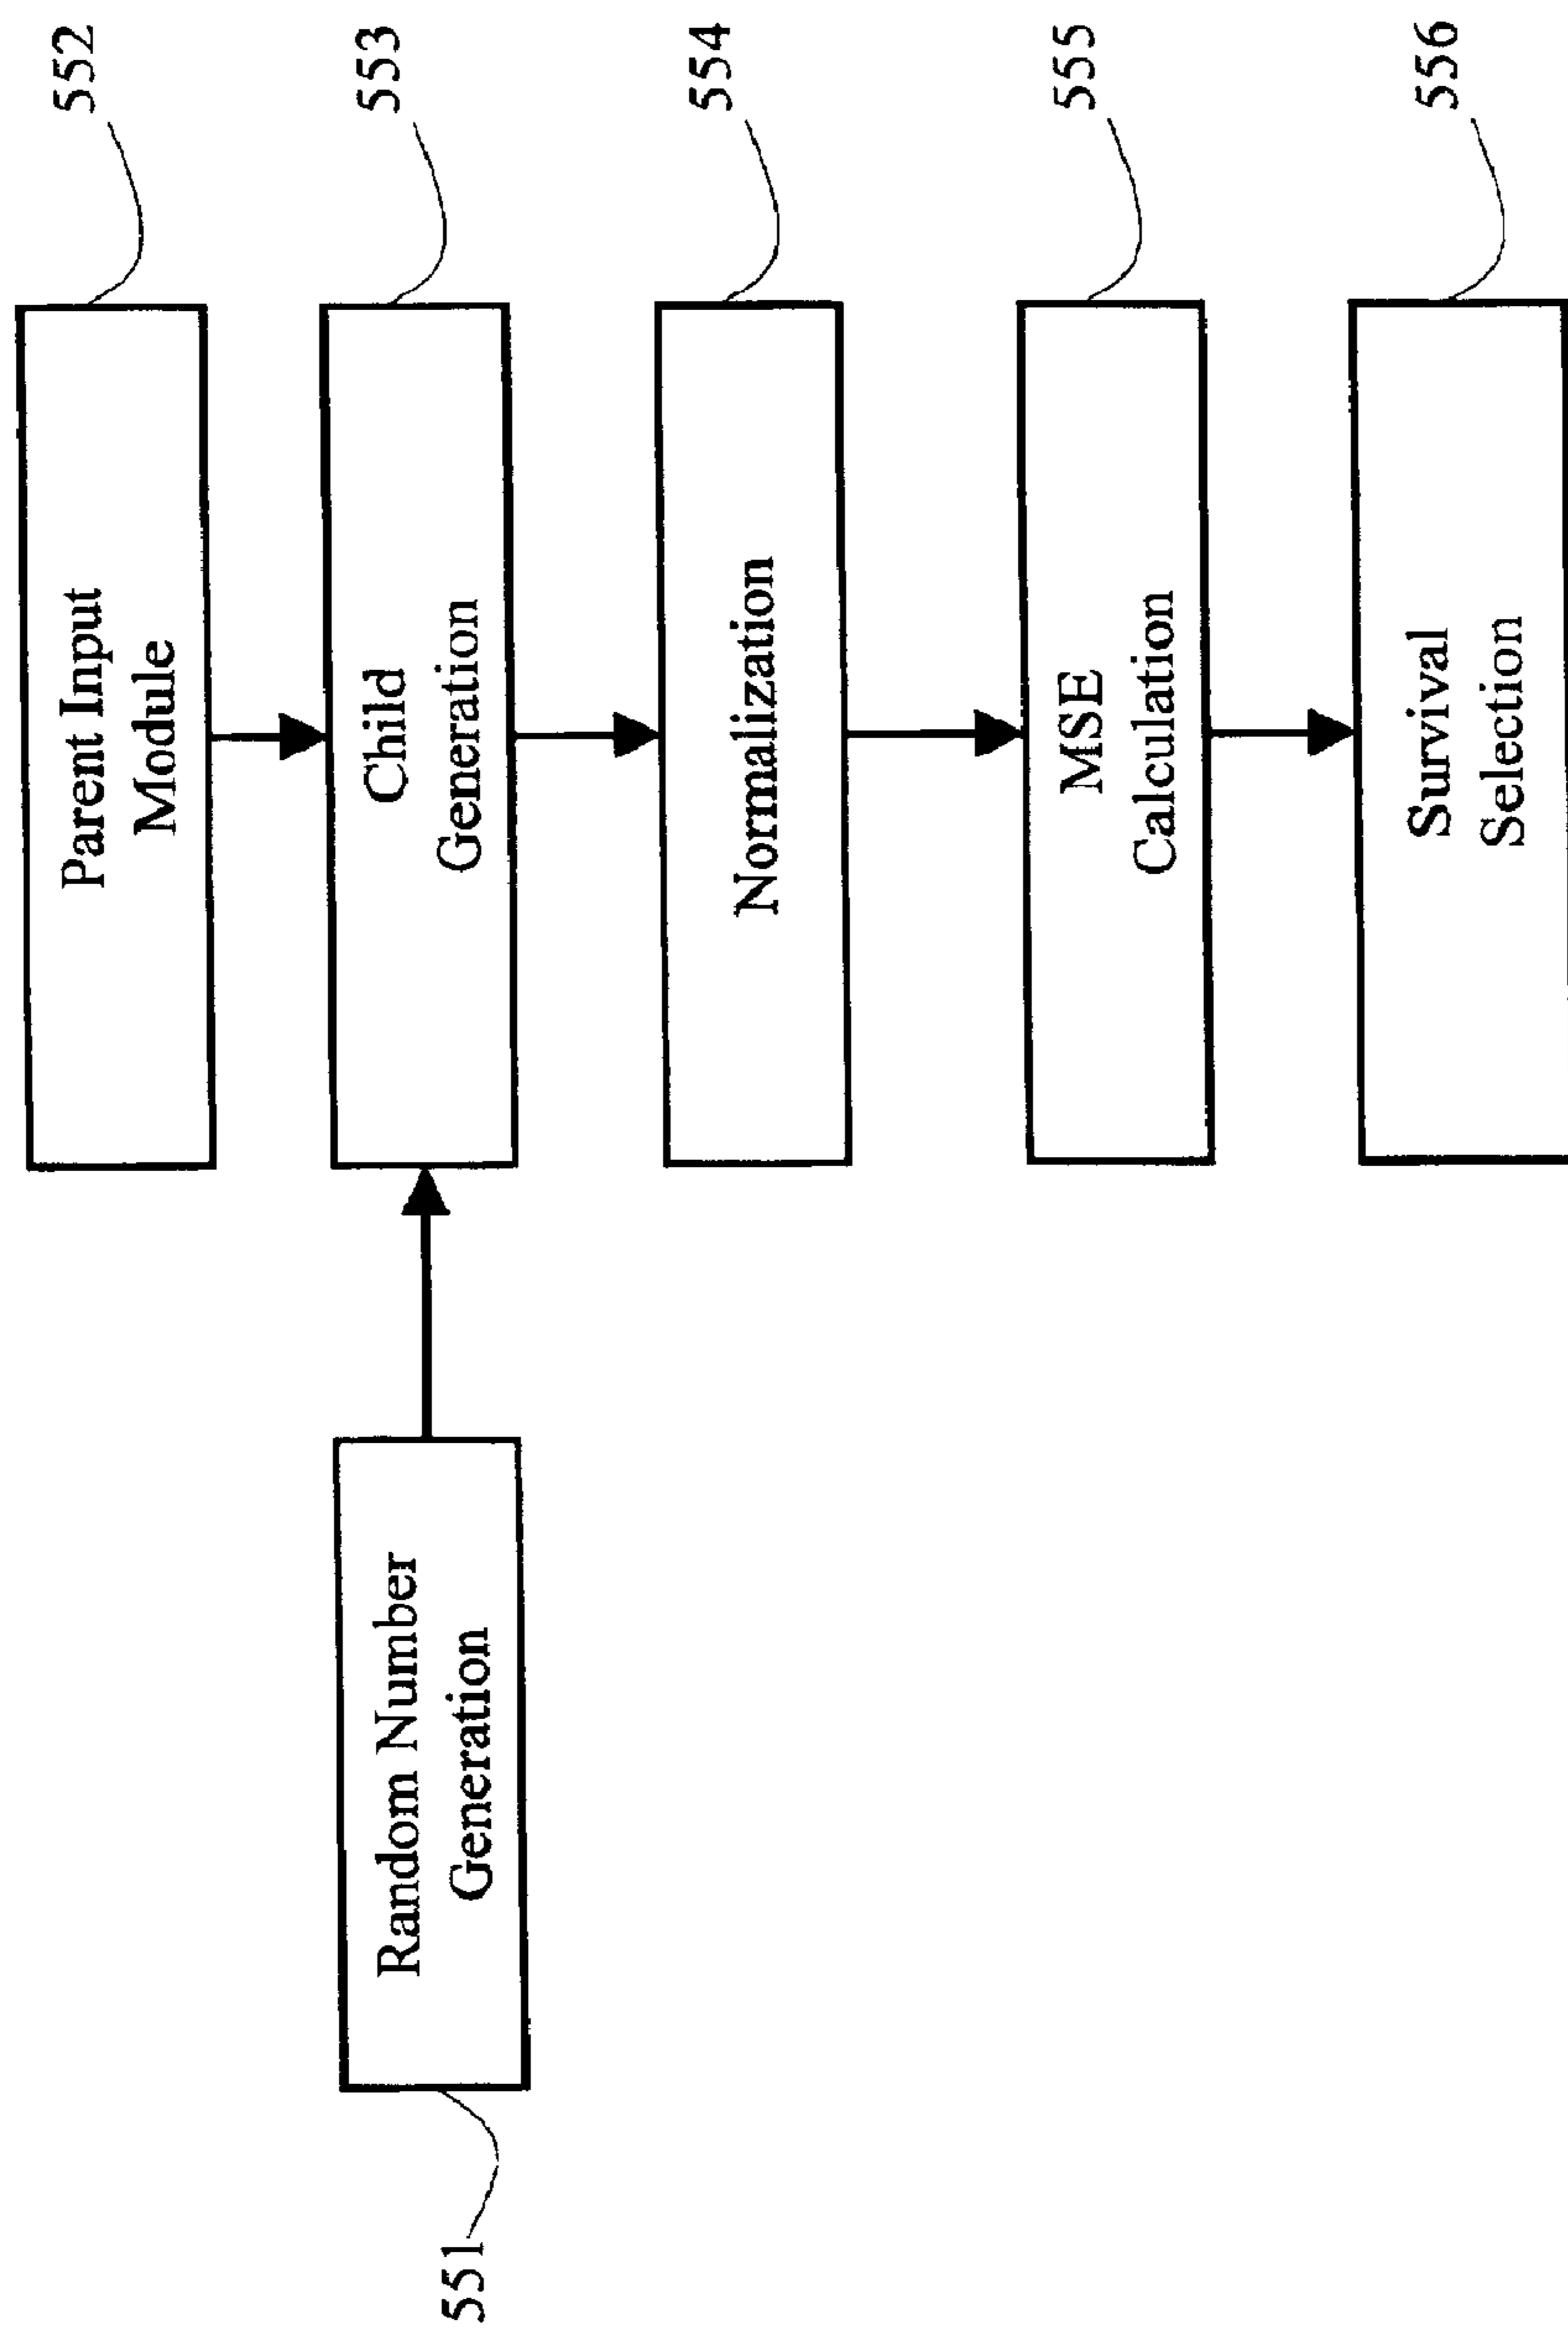 Parent Input
Module
552
Random Number
Generation
551
Child
Generation
553
Normalization
554
MSE
Calculation
555
Survival
Selection
556